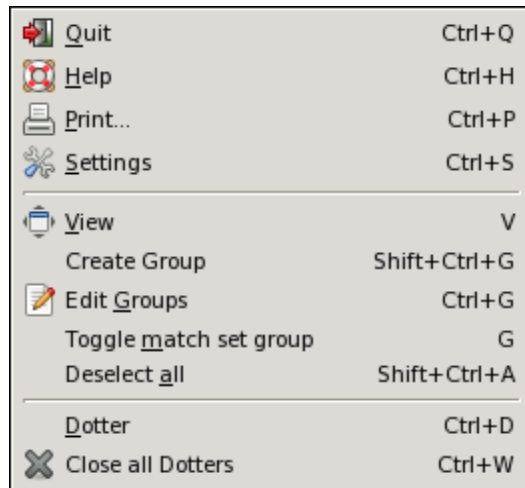 Quit Ctrl+Q
Help Ctrl+H
Print... Ctrl+P
Settings Ctrl+S
View V
Create Group Shift+Ctrl+G
Edit Groups Ctrl+G
Toggle match set group G
Deselect all Shift+Ctrl+A
Dotter Ctrl+D
Close all Dotters Ctrl+W